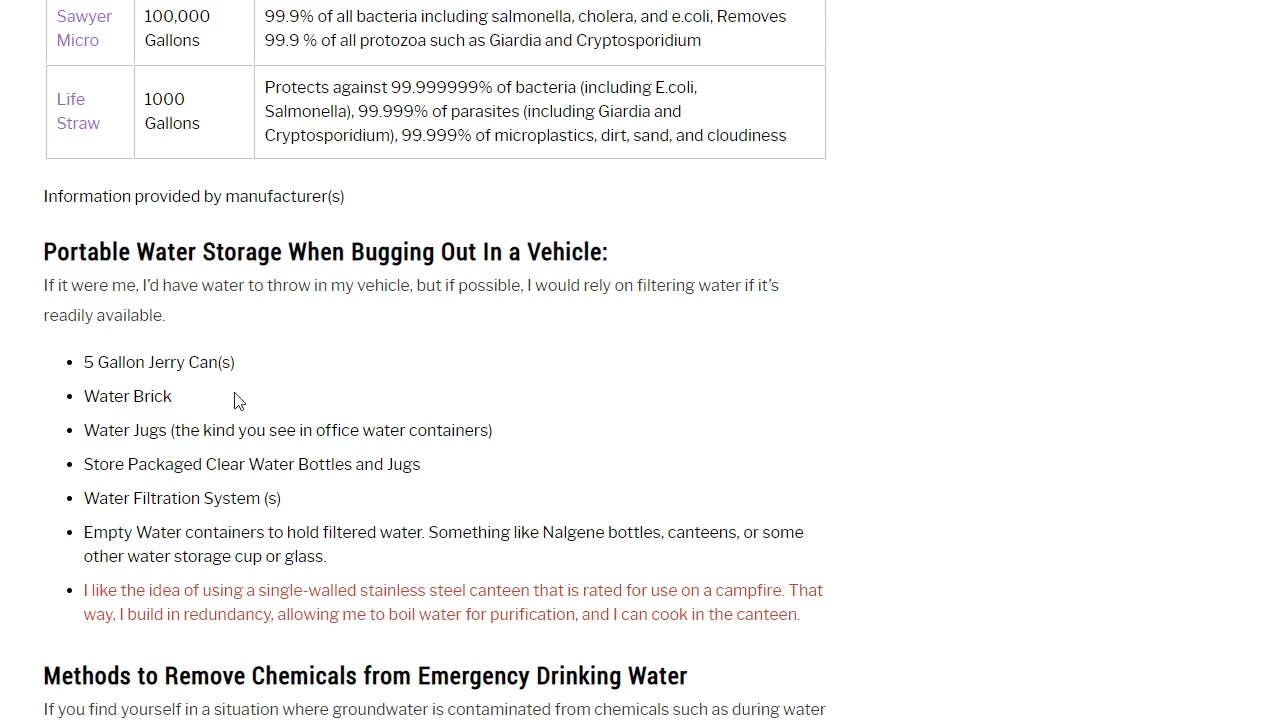 Sawyer Micro
100,000 Gallons
99.9% of all bacteria including salmonella, cholera, and e.coli, Removes
99.9 % of all protozoa such as Giardia and Cryptosporidium
Life Straw
1000 Gallons
Protects against 99.999999% of bacteria (including E.coli,
Salmonella), 99.999% of parasites (including Giardia and
Cryptosporidium), 99.999% of microplastics, dirt, sand, and cloudiness
Information provided by manufacturer(s)
Portable Water Storage When Bugging Out In a Vehicle:
If it were me, I’d have water to throw in my vehicle, but if possible, I would rely on filtering water if it’s
readily available.
• 5 Gallon Jerry Can(s)
• Water Brick
• Water Jugs (the kind you see in office water containers)
• Store Packaged Clear Water Bottles and Jugs
• Water Filtration System (s)
• Empty Water containers to hold filtered water. Something like Nalgene bottles, canteens, or some
other water storage cup or glass.
• I like the idea of using a single-walled stainless steel canteen that is rated for use on a campfire. That
way, I build in redundancy, allowing me to boil water for purification, and I can cook in the canteen.
Methods to Remove Chemicals from Emergency Drinking Water
If you find yourself in a situation where groundwater is contaminated from chemicals such as during water